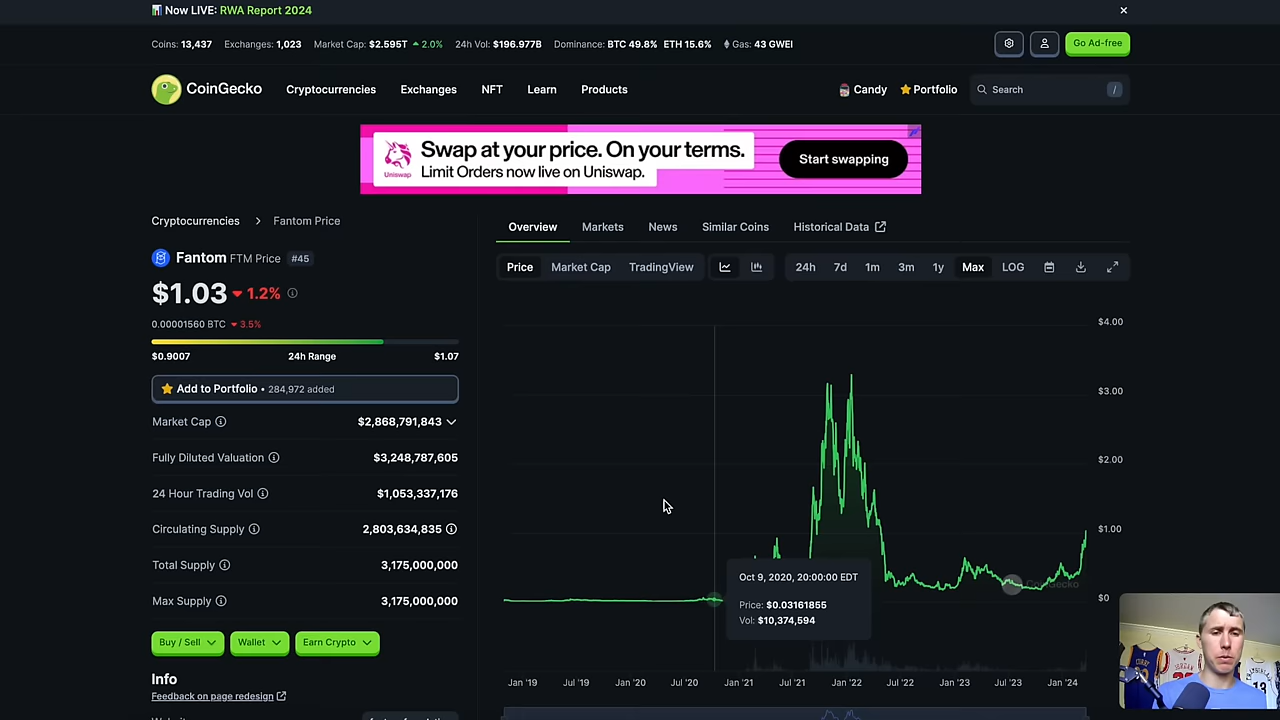 Now LIVE: RWA Report 2024
Coins: 13,437 Exchanges: 1,023 Market Cap: $2.595T 2.0% 24h Vol: $196.977B Dominance: BTC 49.8% ETH 15.6% Gas: 43 GWEI
Go Ad-free
CoinGecko Cryptocurrencies Exchanges NFT Learn Products Candy Portfolio Search /
Swap at your price. On your terms.
Limit Orders now live on Uniswap.
Uniswap
Start swapping
Cryptocurrencies > Fantom Price
Fantom FTM Price #45
$1.03 1.2%
0.00001560 BTC 3.5%
$0.9007 24h Range $1.07
Add to Portfolio • 284,972 added
Market Cap $2,868,791,843
Fully Diluted Valuation $3,248,787,605
24 Hour Trading Vol $1,053,337,176
Circulating Supply 2,803,634,835
Total Supply 3,175,000,000
Max Supply 3,175,000,000
Buy / Sell Wallet Earn Crypto
Info
Feedback on page redesign
Overview Markets News Similar Coins Historical Data
Price Market Cap TradingView 24h 7d 1m 3m 1y Max LOG
$4.00
$3.00
$2.00
$1.00
$0
Oct 9, 2020, 20:00:00 EDT
Price: $0.03161855
Vol: $10,374,594
CoinGecko
Jan '19 Jul '19 Jan '20 Jul '20 Jan '21 Jul '21 Jan '22 Jul '22 Jan '23 Jul '23 Jan '24
CURRY
JORDAN